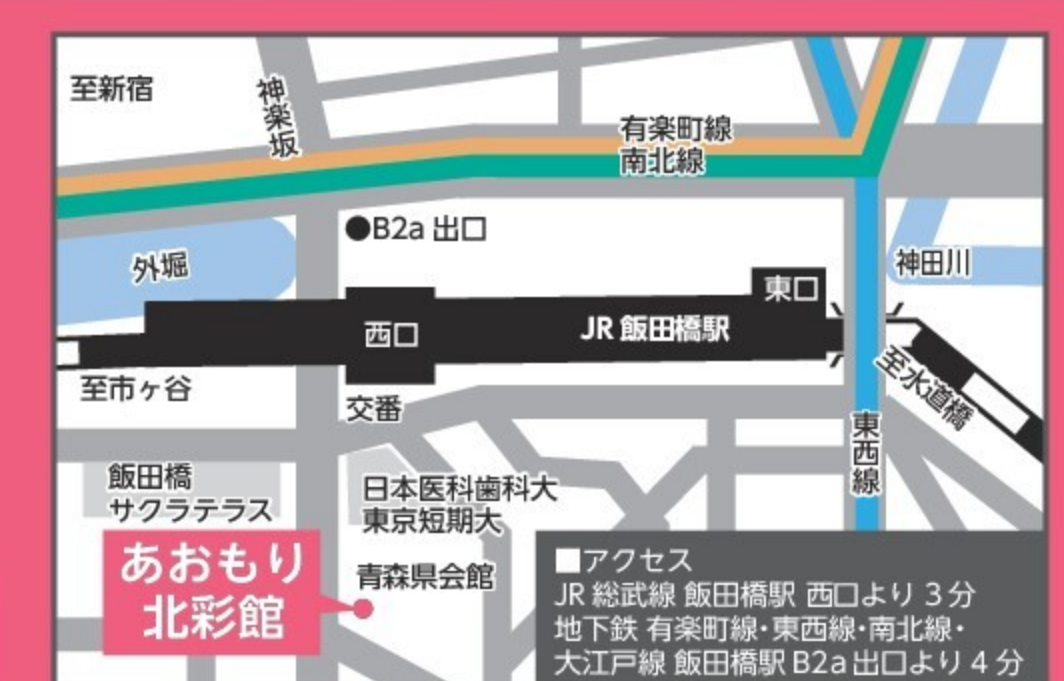 至新宿
神楽坂
有楽町線
南北線
●B2a 出口
外堀
神田川
東口
西口
JR 飯田橋駅
至市ヶ谷
至水道橋
交番
東西線
飯田橋
サクラテラス
日本医科歯科大
東京短期大
あおもり
北彩館
青森県会館
■アクセス
JR 総武線 飯田橋駅 西口より 3分
地下鉄 有楽町線・東西線・南北線・
大江戸線 飯田橋駅 B2a出口より 4分